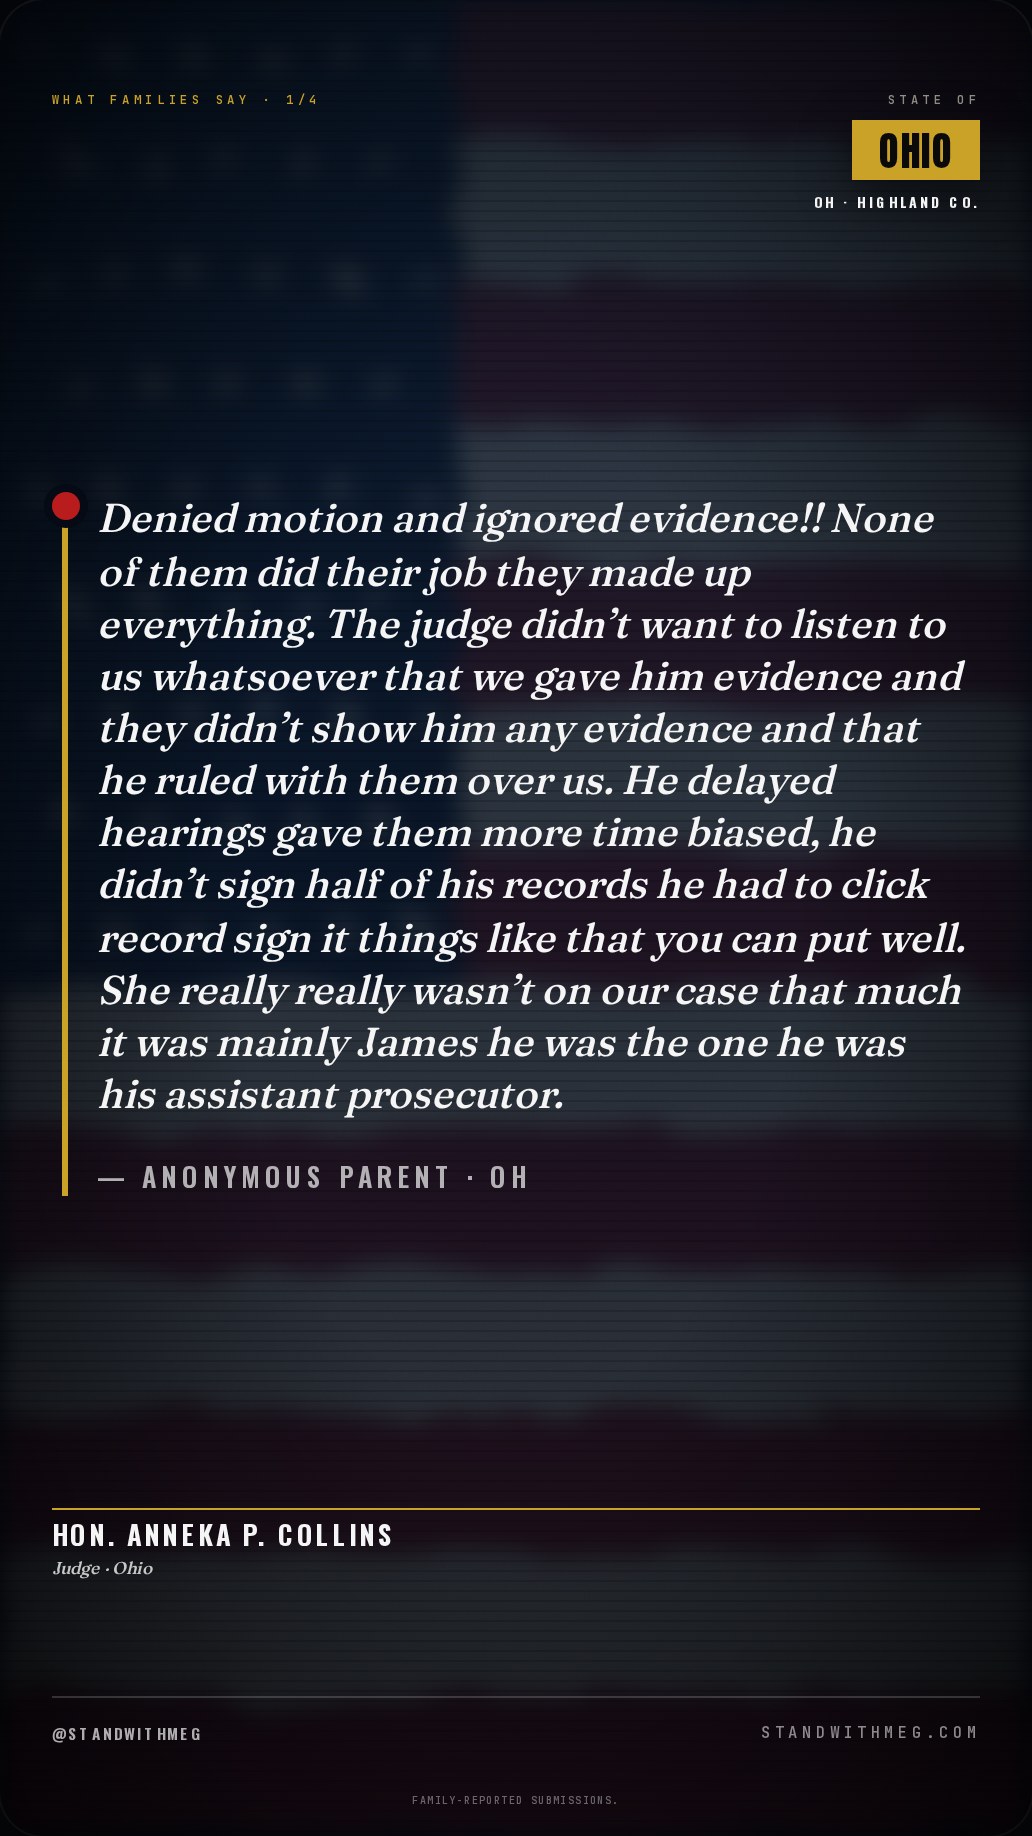 WHAT FAMILIES SAY · 1/4
STATE OF
OHIO
OH · HIGHLAND CO.
Denied motion and ignored evidence!! None
of them did their job they made up
everything. The judge didn’t want to listen to
us whatsoever that we gave him evidence and
they didn’t show him any evidence and that
he ruled with them over us. He delayed
hearings gave them more time biased, he
didn’t sign half of his records he had to click
record sign it things like that you can put well.
She really really wasn’t on our case that much
it was mainly James he was the one he was
his assistant prosecutor.
— ANONYMOUS PARENT · OH
HON. ANNEKA P. COLLINS
Judge · Ohio
@STANDWITHMEG
STANDWITHMEG.COM
FAMILY-REPORTED SUBMISSIONS.